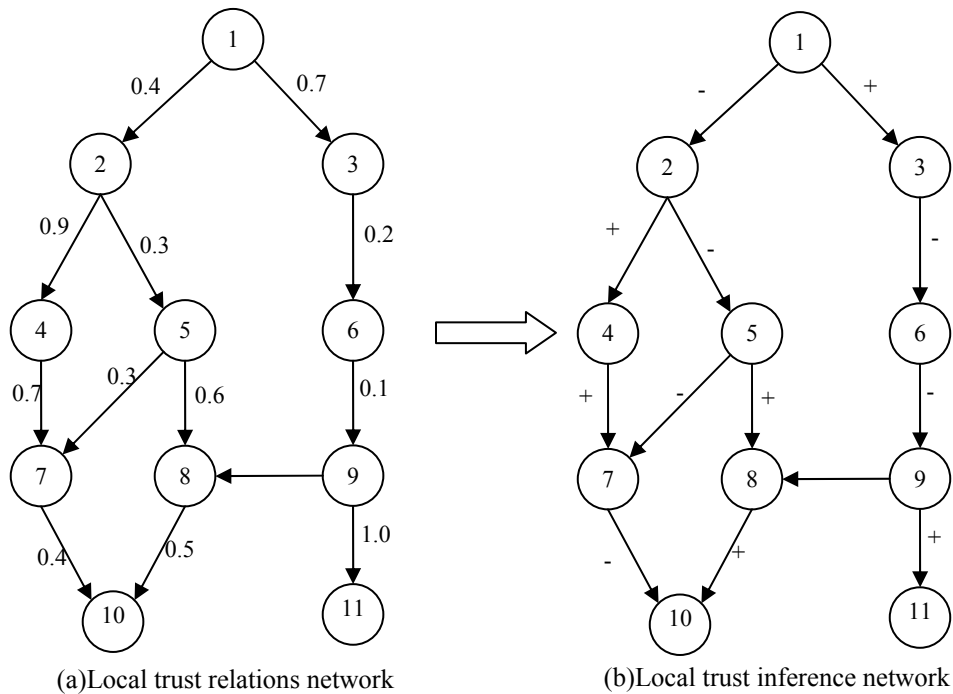 1 1
0.4 0.7 - +
2 3 2 3
0.9 0.3 0.2 + - -
4 5 6 4 5 6
0.7 0.3 0.6 0.1 + - + -
7 8 9 7 8 9
0.4 0.5 1.0 - + +
10 11 10 11
(a)Local trust relations network (b)Local trust inference network